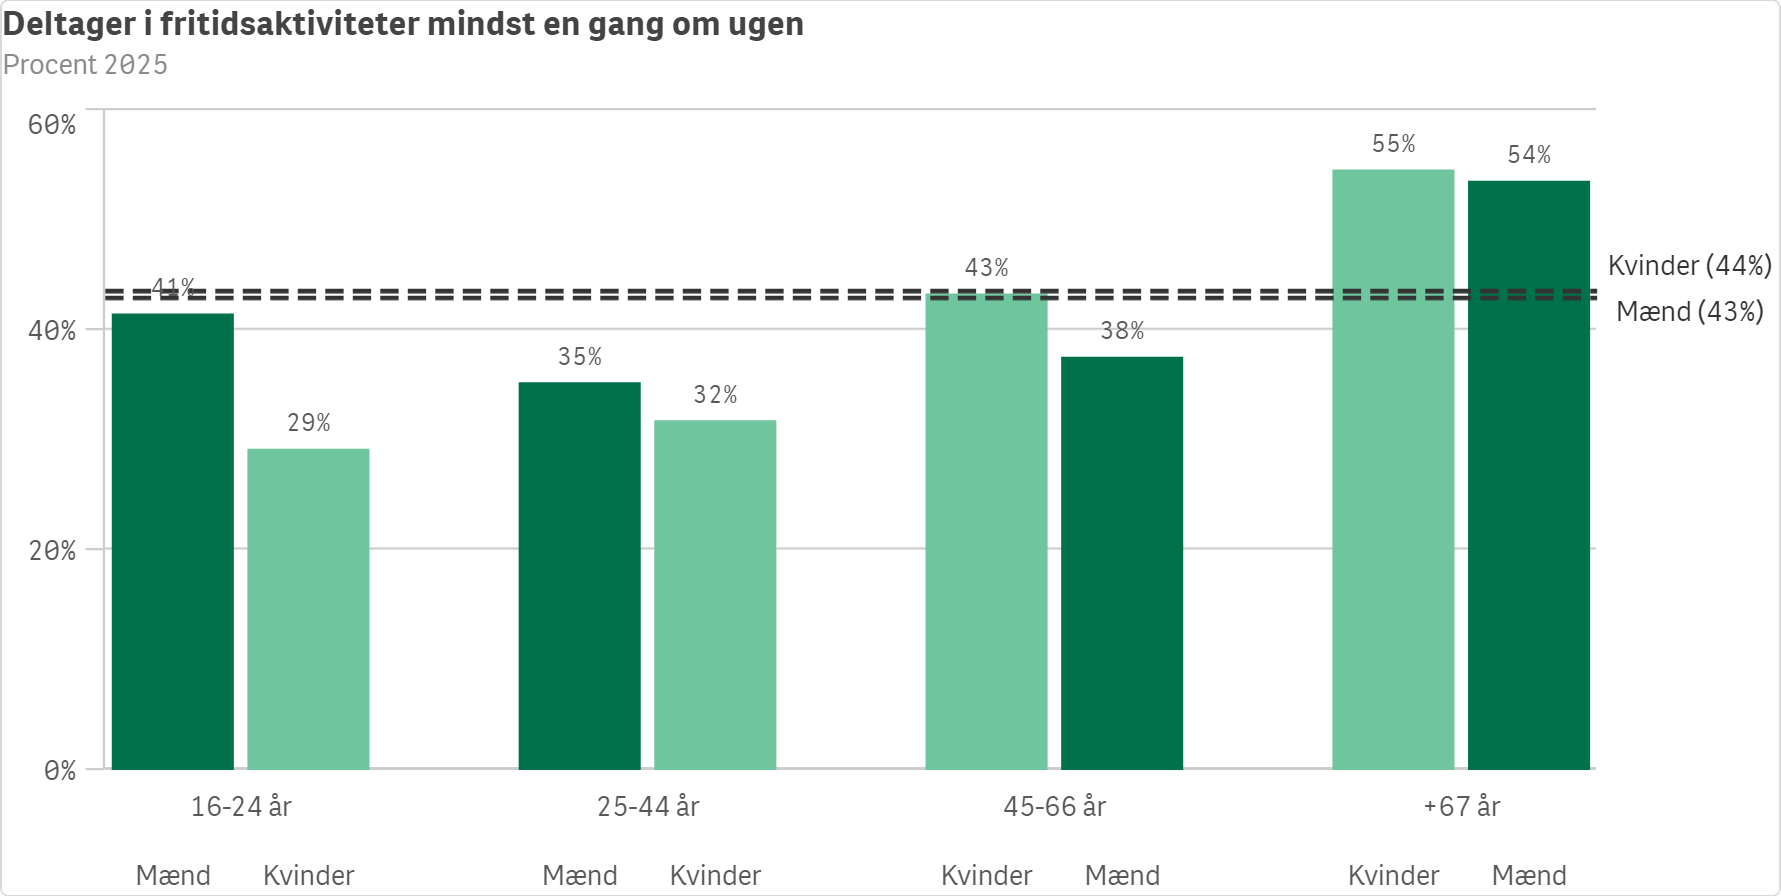 Deltager i fritidsaktiviteter mindst en gang om ugen
Procent 2025
60%
40%
20%
0%
41%
29%
35%
32%
43%
38%
55%
54%
Kvinder (44%)
Mænd (43%)
16-24 år
25-44 år
45-66 år
+67 år
Mænd
Kvinder
Mænd
Kvinder
Kvinder
Mænd
Kvinder
Mænd